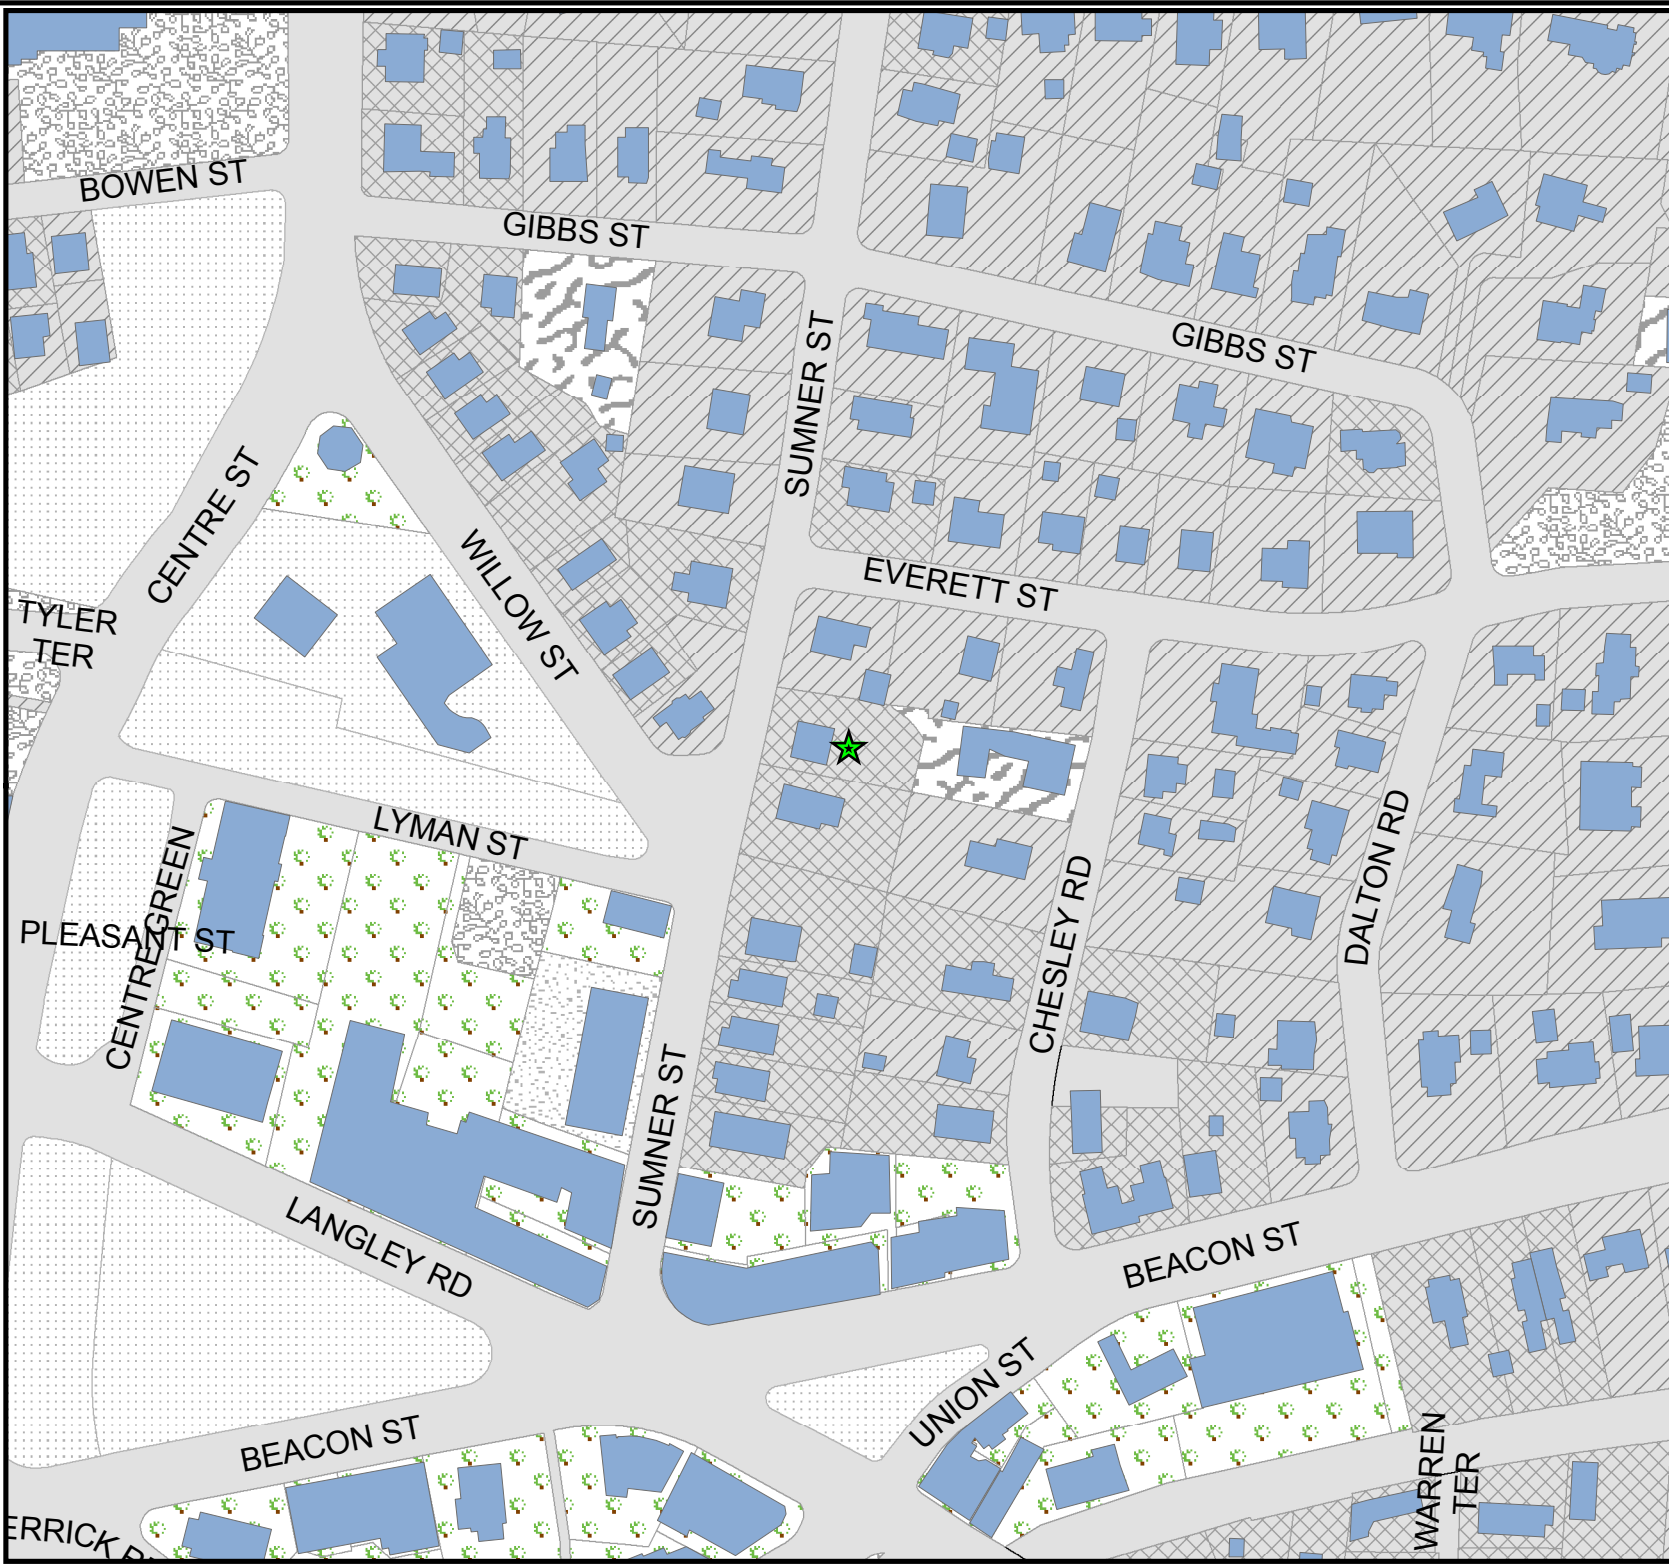 BOWEN ST
GIBBS ST
GIBBS ST
SUMNER ST
CENTRE ST
WILLOW ST
EVERETT ST
TYLER
TER
LYMAN ST
CENTRE GREEN
PLEASANT ST
CHESLEY RD
DALTON RD
SUMNER ST
LANGLEY RD
BEACON ST
UNION ST
BEACON ST
WARREN
TER
ERRICK